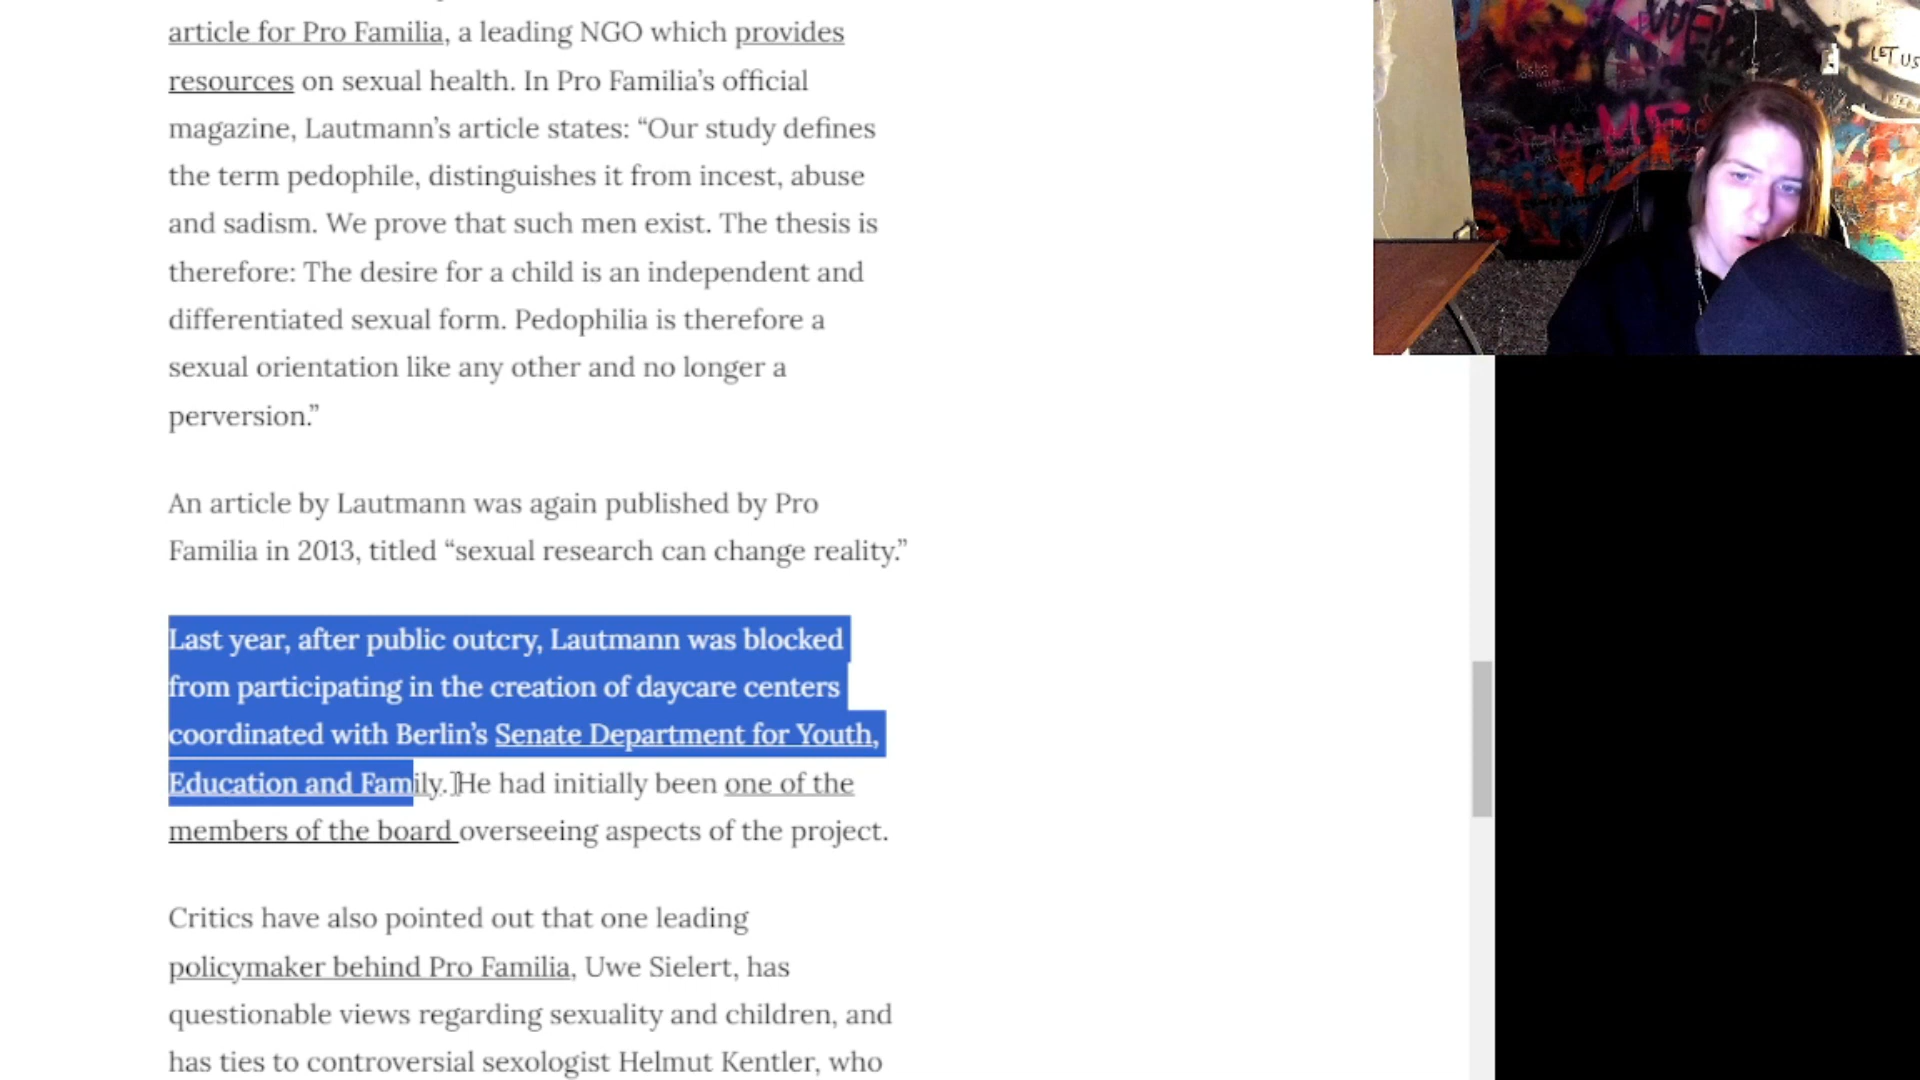 article for Pro Familia, a leading NGO which provides
resources on sexual health. In Pro Familia’s official
magazine, Lautmann’s article states: “Our study defines
the term pedophile, distinguishes it from incest, abuse
and sadism. We prove that such men exist. The thesis is
therefore: The desire for a child is an independent and
differentiated sexual form. Pedophilia is therefore a
sexual orientation like any other and no longer a
perversion.”
An article by Lautmann was again published by Pro
Familia in 2013, titled “sexual research can change reality.”
Last year, after public outcry, Lautmann was blocked
from participating in the creation of daycare centers
coordinated with Berlin’s Senate Department for Youth,
Education and Family. He had initially been one of the
members of the board overseeing aspects of the project.
Critics have also pointed out that one leading
policymaker behind Pro Familia, Uwe Sielert, has
questionable views regarding sexuality and children, and
has ties to controversial sexologist Helmut Kentler, who
LET US